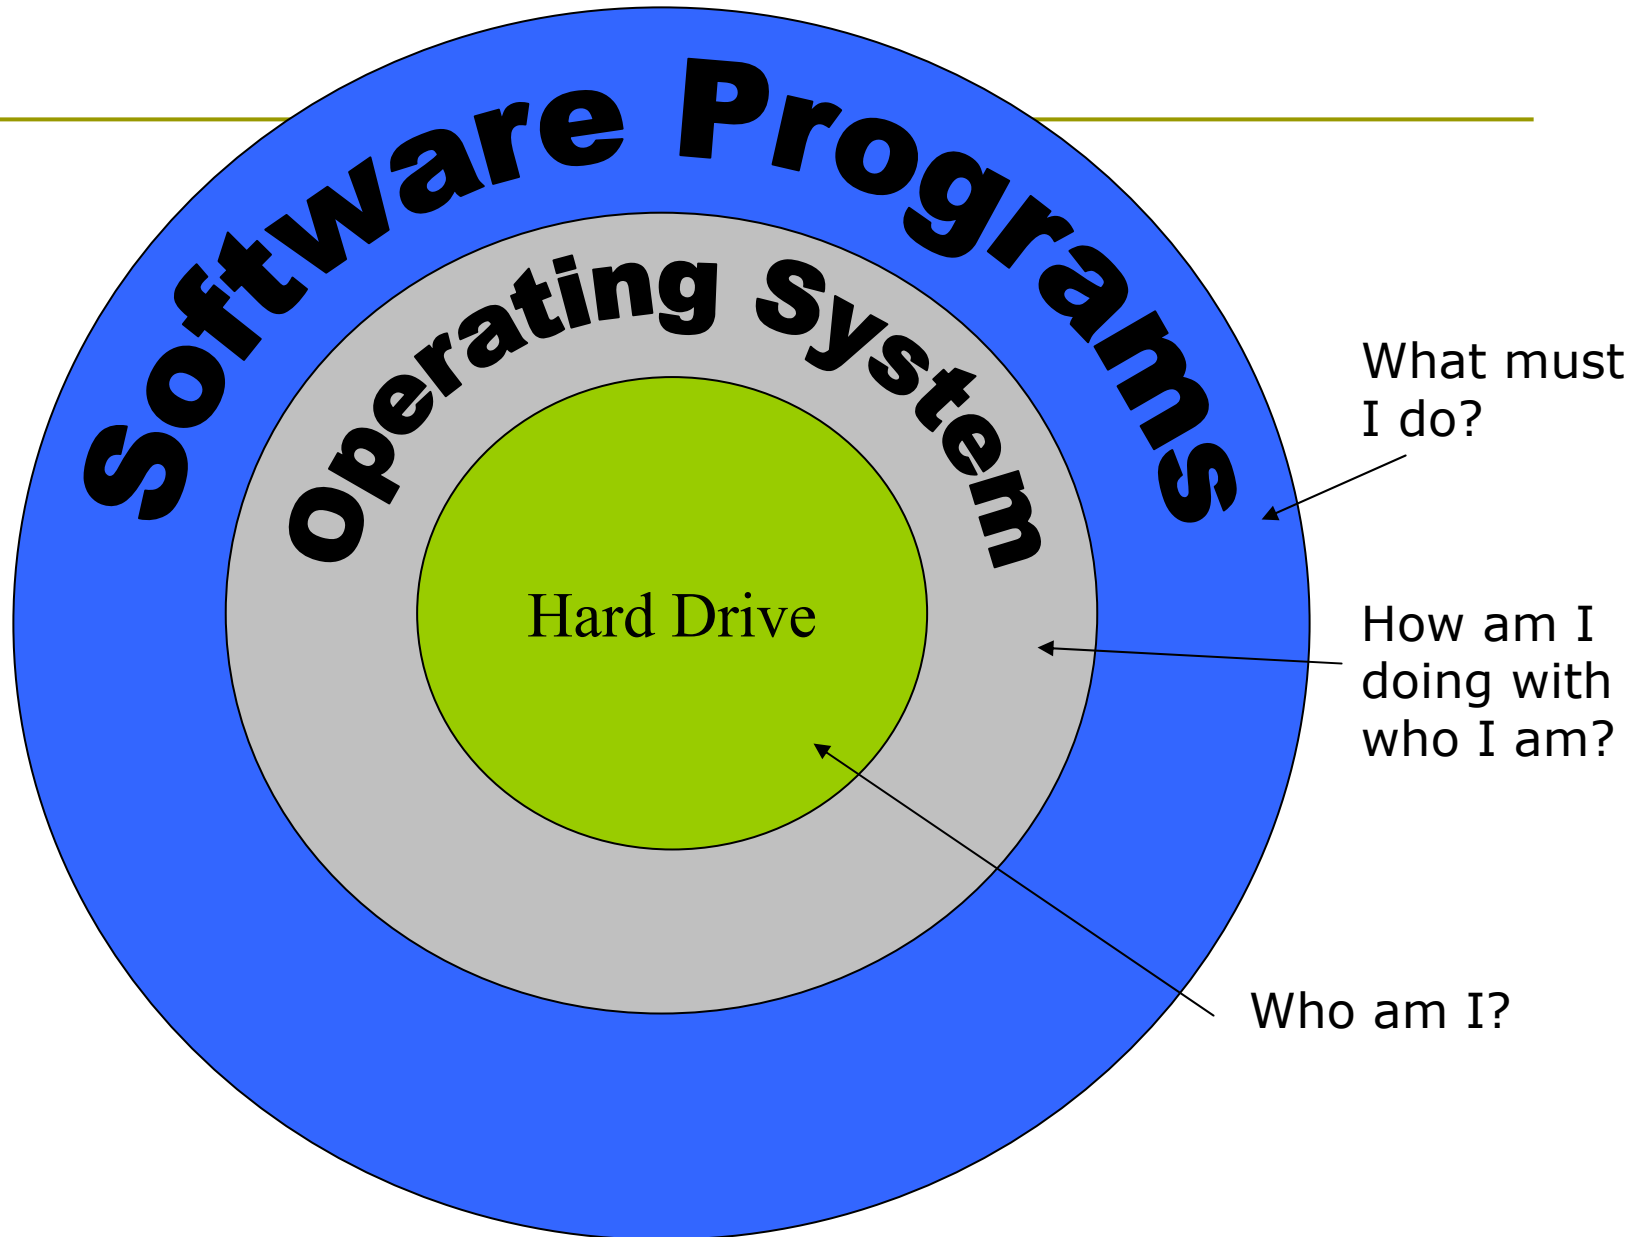 Software Programs
Operating System
Hard Drive
What must
I do?
How am I
doing with
who I am?
Who am I?